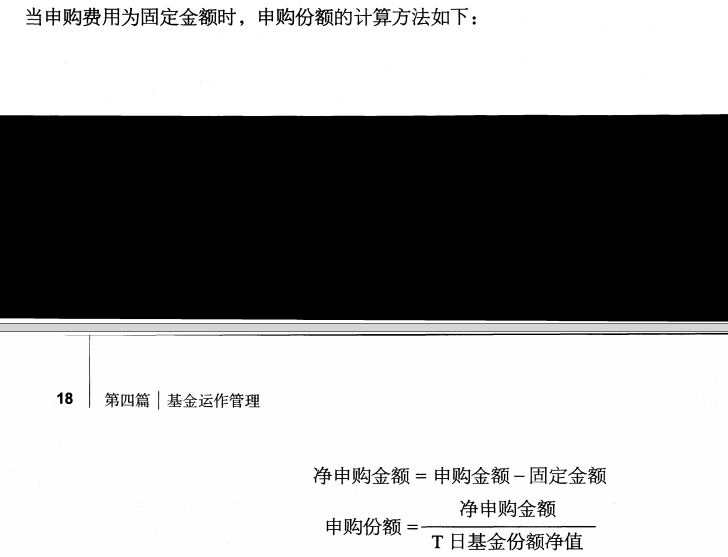 当申购费用为固定金额时，申购份额的计算方法如下：
18 第四篇 | 基金运作管理
净申购金额 = 申购金额 - 固定金额
申购份额 = 净申购金额 / T 日基金份额净值